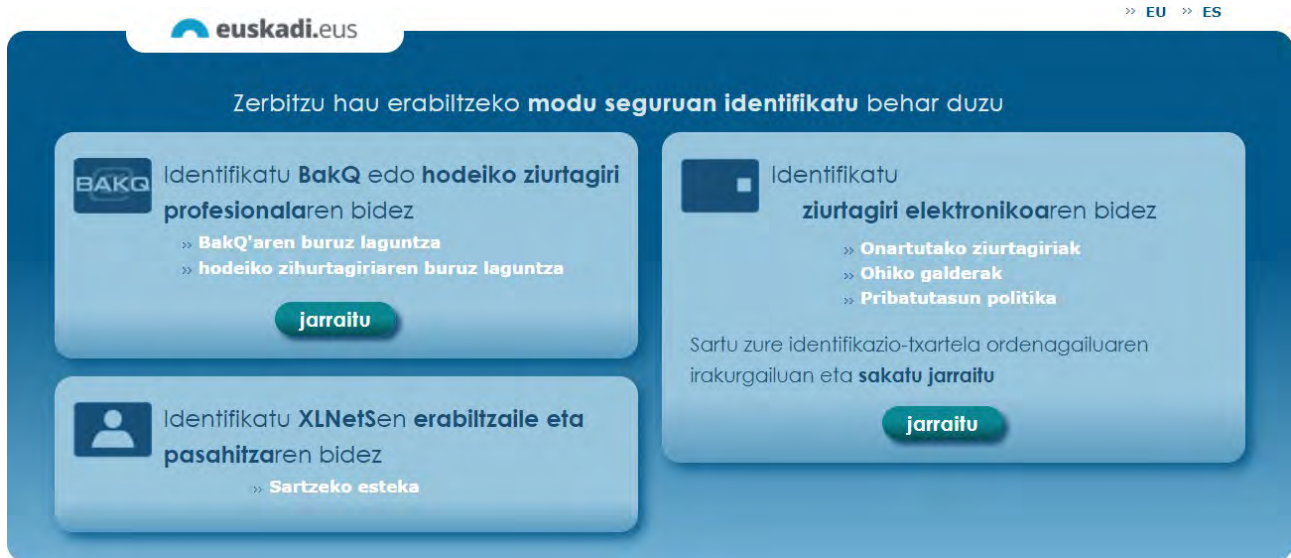 » EU » ES
euskadi.eus
Zerbitzu hau erabiltzeko modu seguruan identifikatu behar duzu
BAKQ
Identifikatu BakQ edo hodeiko ziurtagiri
profesionalaren bidez
» BakQ'aren buruz laguntza
» hodeiko zihurtagiriaren buruz laguntza
jarraitu
Identifikatu XLNetSen erabiltzaile eta
pasahitzaren bidez
» Sartzeko esteka
Identifikatu
ziurtagiri elektronikoaren bidez
» Onartutako ziurtagiriak
» Ohiko galderak
» Pribatutasun politika
Sartu zure identifikazio-txartela ordenagailuaren
irakurgailuan eta sakatu jarraitu
jarraitu